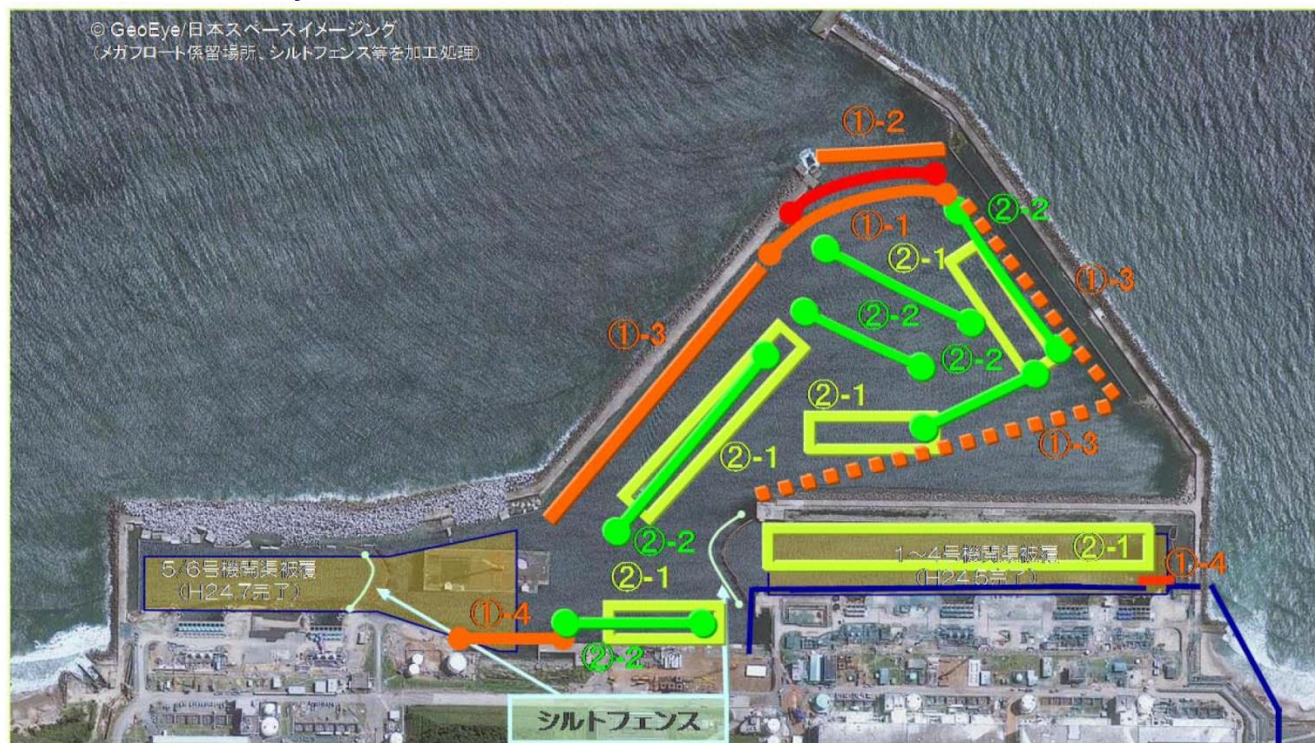 © GeoEye/日本スペースイメージング
（メガフロート係留場所、シルトフェンス等を加工処理）
①-2
②-2
①-1
②-1
①-3
①-3
②-2
②-2
②-1
①-3
②-1
②-2
5/6号機開渠被覆
（H24.7完了）
②-1
1～4号機開渠被覆
（H24.5完了）
②-1
①-4
①-4
②-2
シルトフェンス